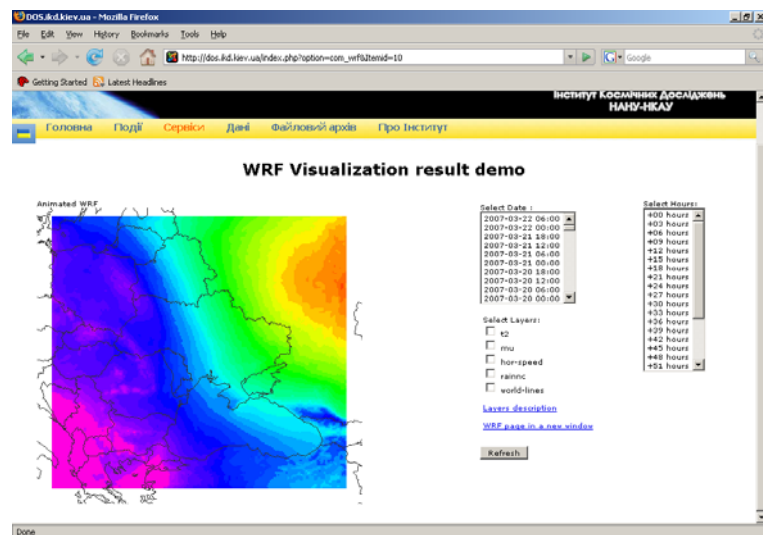 DOS.ikd.kiev.ua - Mozilla Firefox
File Edit View History Bookmarks Tools Help
http://dos.ikd.kiev.ua/index.php?option=com_wrf&Itemid=10
Google
Getting Started Latest Headlines
Інститут Космічних Досліджень
НАНУ-НКАУ
Головна Події Сервіси Дані Файловий архів Про Інститут
WRF Visualization result demo
Animated WRF
Select Date :
2007-03-22 06:00
2007-03-22 00:00
2007-03-21 18:00
2007-03-21 12:00
2007-03-21 06:00
2007-03-21 00:00
2007-03-20 18:00
2007-03-20 12:00
2007-03-20 06:00
2007-03-20 00:00
Select Layers:
t2
mu
hor-speed
rainnc
world-lines
Layers description
WRF page in a new window
Refresh
Select Hours:
+00 hours
+03 hours
+06 hours
+09 hours
+12 hours
+15 hours
+18 hours
+21 hours
+24 hours
+27 hours
+30 hours
+33 hours
+36 hours
+39 hours
+42 hours
+45 hours
+48 hours
+51 hours
Done